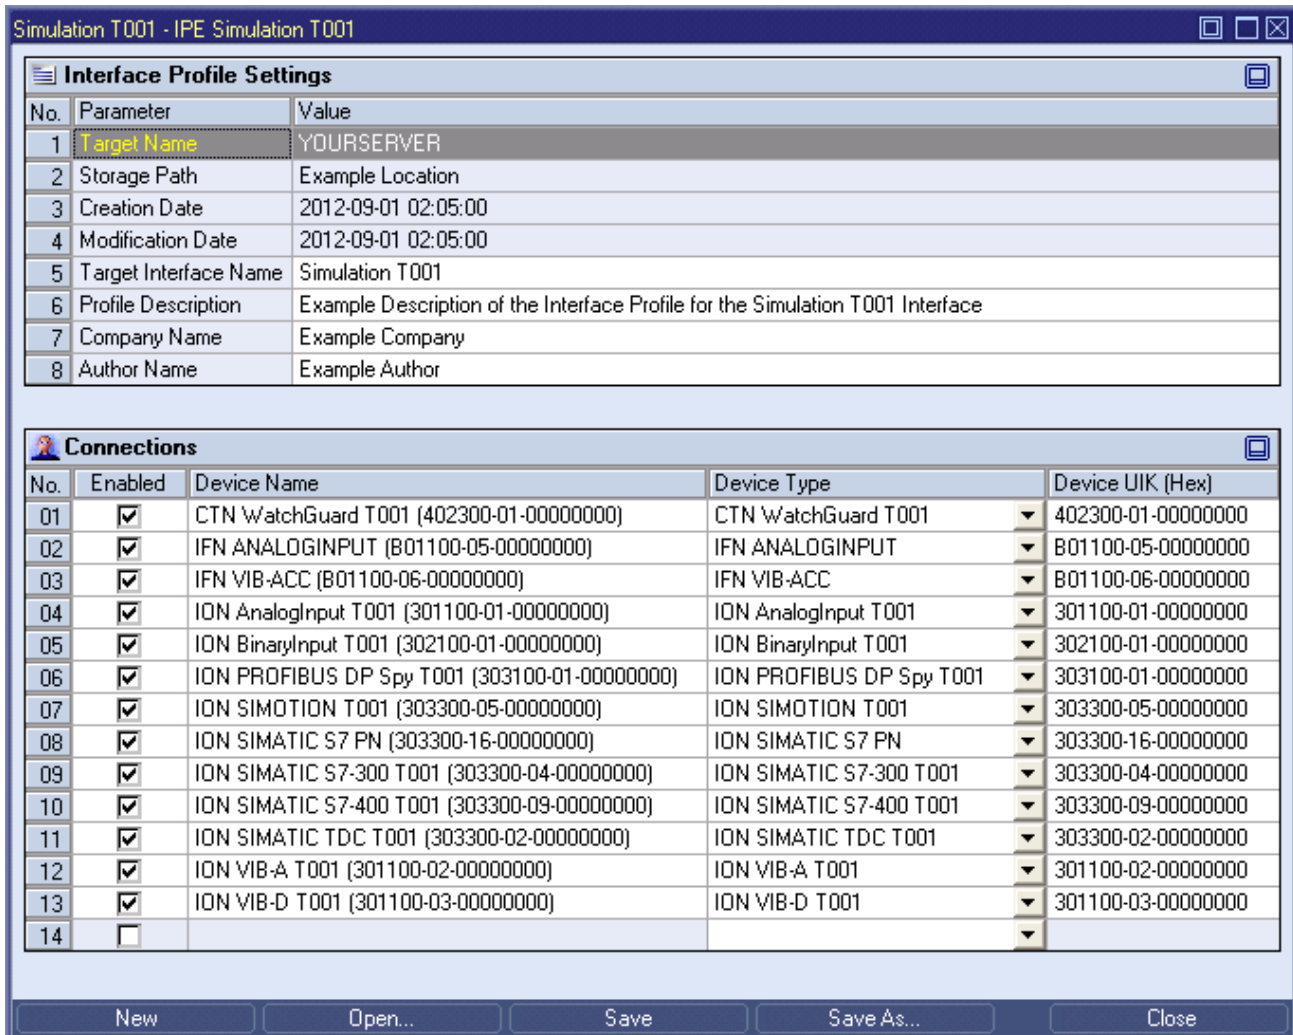 Simulation T001 - IPE Simulation T001
Interface Profile Settings
No. Parameter Value
1 Target Name YOURSERVER
2 Storage Path Example Location
3 Creation Date 2012-09-01 02:05:00
4 Modification Date 2012-09-01 02:05:00
5 Target Interface Name Simulation T001
6 Profile Description Example Description of the Interface Profile for the Simulation T001 Interface
7 Company Name Example Company
8 Author Name Example Author
Connections
No. Enabled Device Name Device Type Device UIK (Hex)
01 CTN WatchGuard T001 (402300-01-00000000) CTN WatchGuard T001 402300-01-00000000
02 IFN ANALOGINPUT (B01100-05-00000000) IFN ANALOGINPUT B01100-05-00000000
03 IFN VIB-ACC (B01100-06-00000000) IFN VIB-ACC B01100-06-00000000
04 ION AnalogInput T001 (301100-01-00000000) ION AnalogInput T001 301100-01-00000000
05 ION BinaryInput T001 (302100-01-00000000) ION BinaryInput T001 302100-01-00000000
06 ION PROFIBUS DP Spy T001 (303100-01-00000000) ION PROFIBUS DP Spy T001 303100-01-00000000
07 ION SIMOTION T001 (303300-05-00000000) ION SIMOTION T001 303300-05-00000000
08 ION SIMATIC S7 PN (303300-16-00000000) ION SIMATIC S7 PN 303300-16-00000000
09 ION SIMATIC S7-300 T001 (303300-04-00000000) ION SIMATIC S7-300 T001 303300-04-00000000
10 ION SIMATIC S7-400 T001 (303300-09-00000000) ION SIMATIC S7-400 T001 303300-09-00000000
11 ION SIMATIC TDC T001 (303300-02-00000000) ION SIMATIC TDC T001 303300-02-00000000
12 ION VIB-A T001 (301100-02-00000000) ION VIB-A T001 301100-02-00000000
13 ION VIB-D T001 (301100-03-00000000) ION VIB-D T001 301100-03-00000000
14
New Open... Save Save As... Close